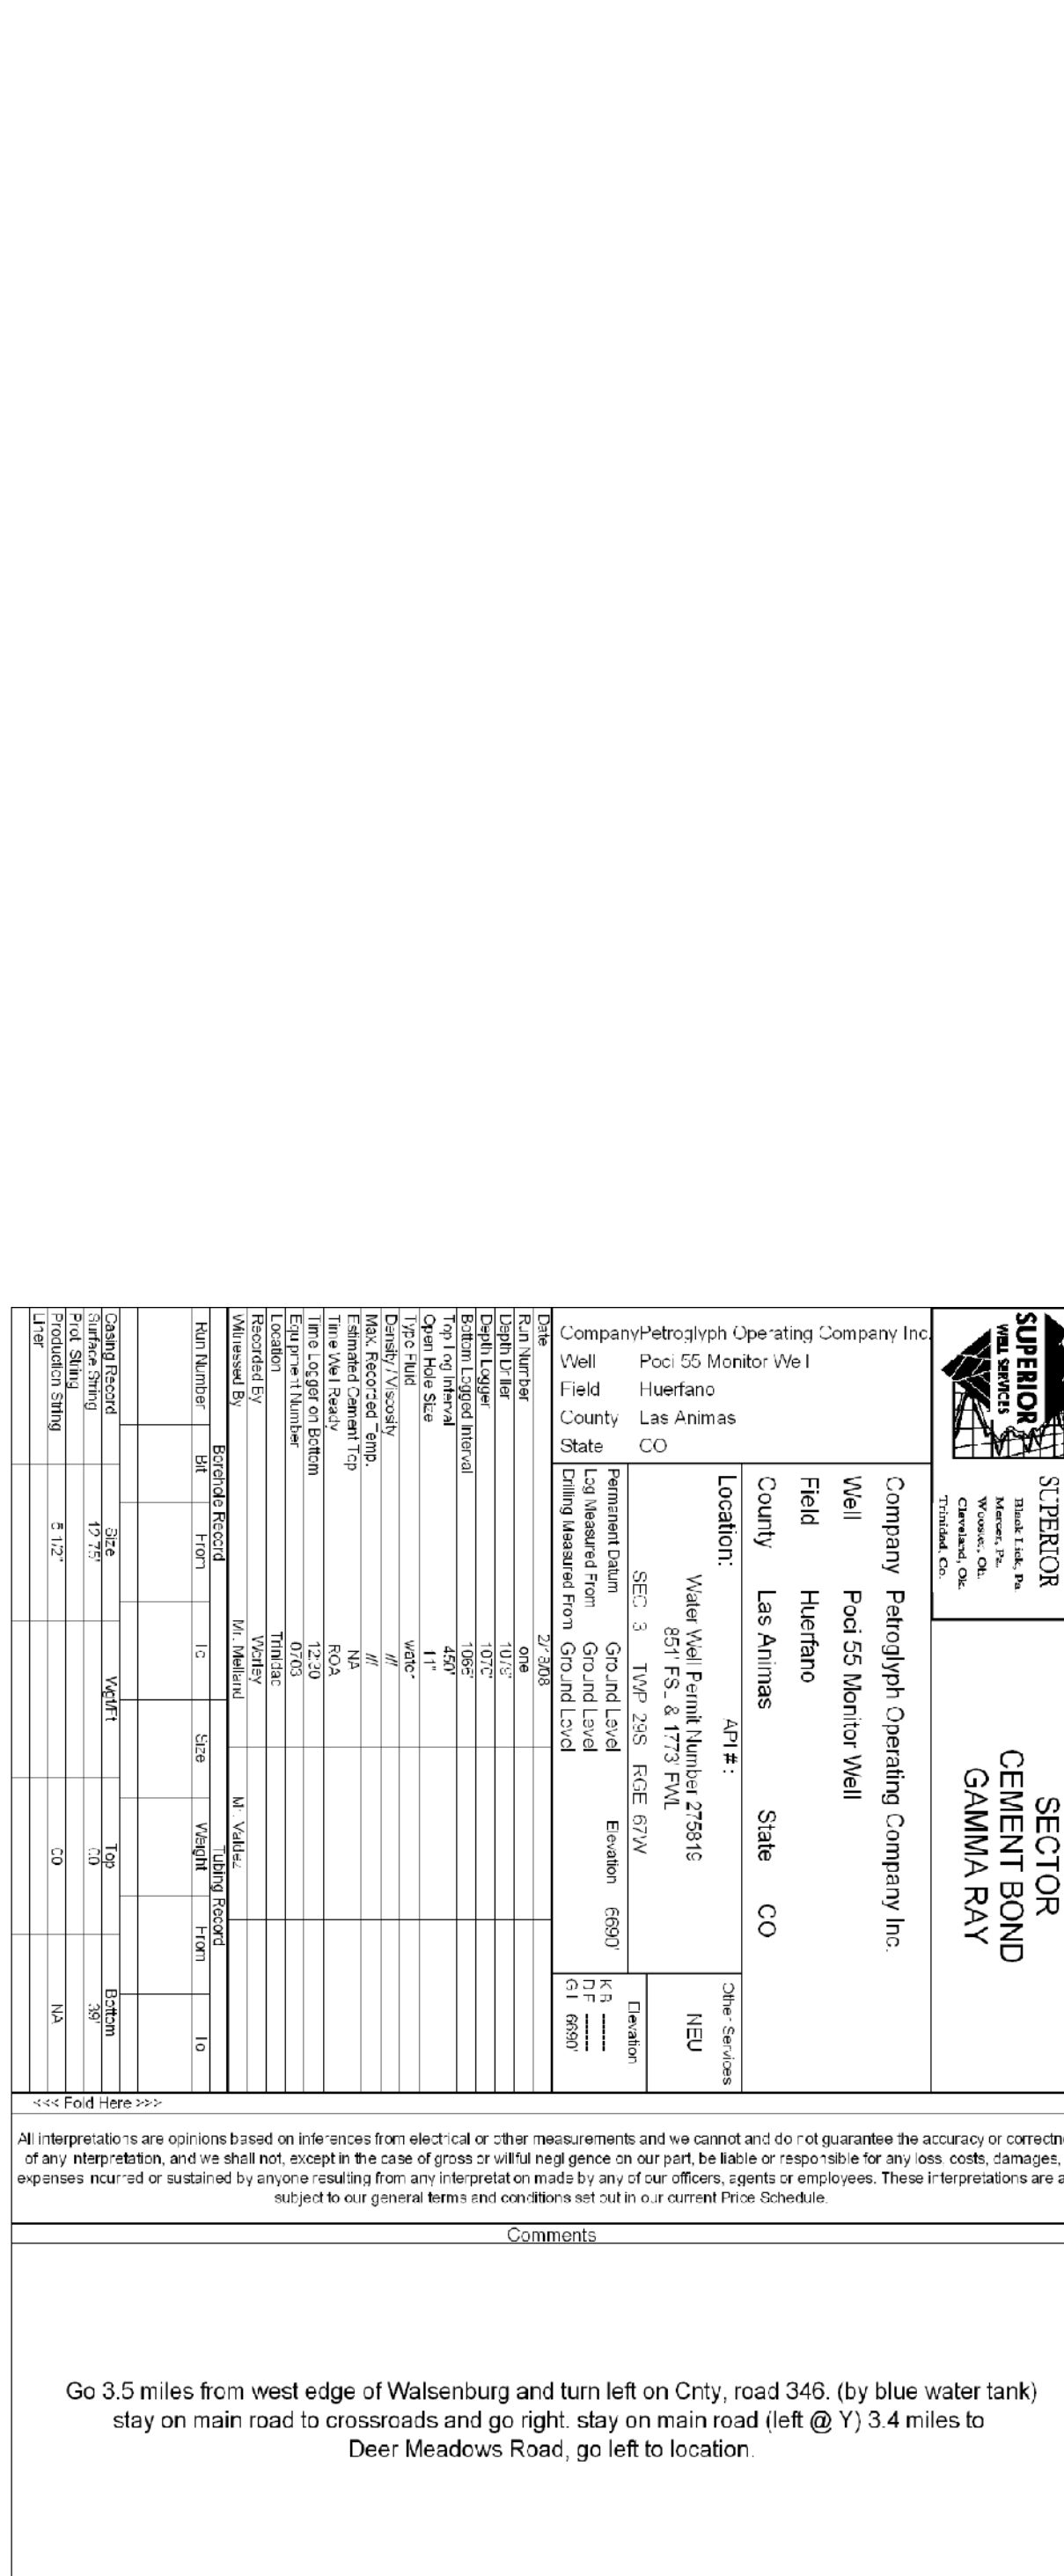 SUPERIOR
WELL SERVICES
SUPERIOR
Black Lick, Pa
Mercer, Pa.
Wooster, Oh.
Cleveland, Ok.
Trinidad, Co.
SECTOR
CEMENT BOND
GAMMA RAY
CompanyPetroglyph Operating Company Inc.
Well Poci 55 Monitor Well
Field Huerfano
County Las Animas
State CO
Company Petroglyph Operating Company Inc.
Well Poci 55 Monitor Well
Field Huerfano
County Las Animas State CO
Location: API # :
Water Well Permit Number 275819
851' FSL & 1773' FWL
SEC 3 TWP 29S RGE 67W
Other Services
NEU
Permanent Datum Ground Level Elevation 6690'
Log Measured From Ground Level
Drilling Measured From Ground Level
Elevation
K.B. ------
D.F. ------
G.L. 6690'
Date
Run Number one
Depth Driller
Depth Logger 1070'
Bottom Logged Interval 1066'
Top Log Interval 450'
Open Hole Size 11"
Type Fluid water
Density / Viscosity ///
Max. Recorded Temp. ///
Estimated Cement Top NA
Time Well Ready ROA
Time Logger on Bottom 12:30
Equipment Number 0703
Location Trinidad
Recorded By Worley
Witnessed By Mr. Melland Mr. Valdez
Borehole Record Tubing Record
Run Number Bit From To Size Weight From To
Casing Record Size Wgt/Ft Top Bottom
Surface String 12.75" 00 39'
Prot. String
Production String 5 1/2" 00 NA
Liner
<<< Fold Here >>>
All interpretations are opinions based on inferences from electrical or other measurements and we cannot and do not guarantee the accuracy or correctne
of any interpretation, and we shall not, except in the case of gross or willful negligence on our part, be liable or responsible for any loss, costs, damages,
expenses incurred or sustained by anyone resulting from any interpretation made by any of our officers, agents or employees. These interpretations are a
subject to our general terms and conditions set out in our current Price Schedule.
Comments
Go 3.5 miles from west edge of Walsenburg and turn left on Cnty, road 346. (by blue water tank)
stay on main road to crossroads and go right. stay on main road (left @ Y) 3.4 miles to
Deer Meadows Road, go left to location.